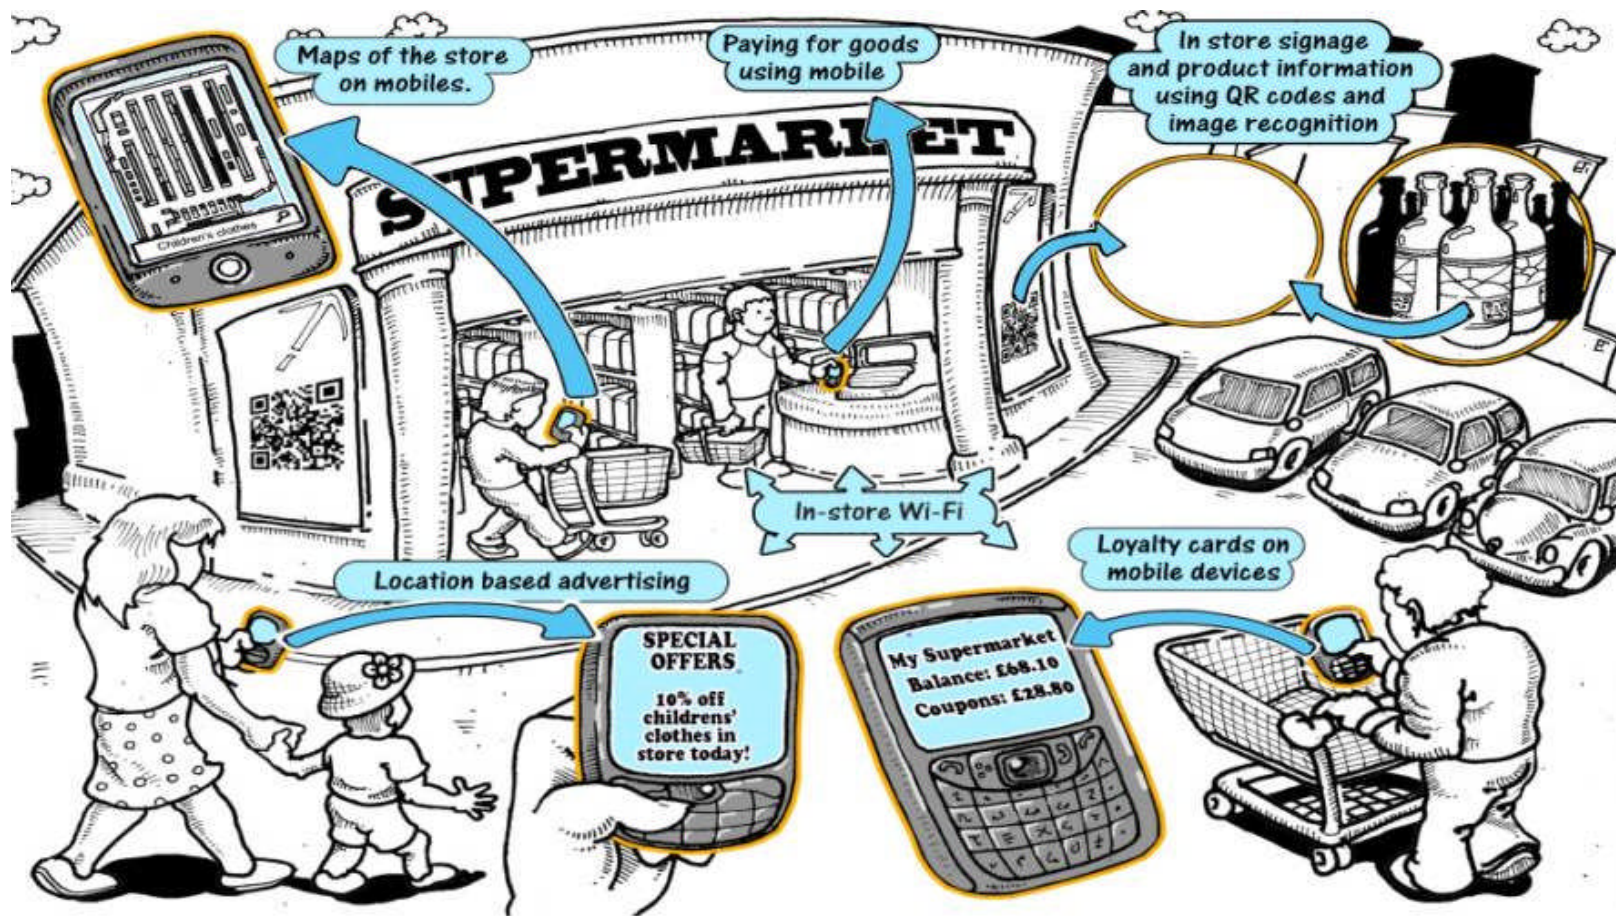 Maps of the store
on mobiles.
Paying for goods
using mobile
In store signage
and product information
using QR codes and
image recognition
SUPERMARKET
Children's clothes
In-store Wi-Fi
Location based advertising
Loyalty cards on
mobile devices
SPECIAL
OFFERS
10% off
childrens'
clothes in
store today!
My Supermarket
Balance: £68.10
Coupons: £28.80